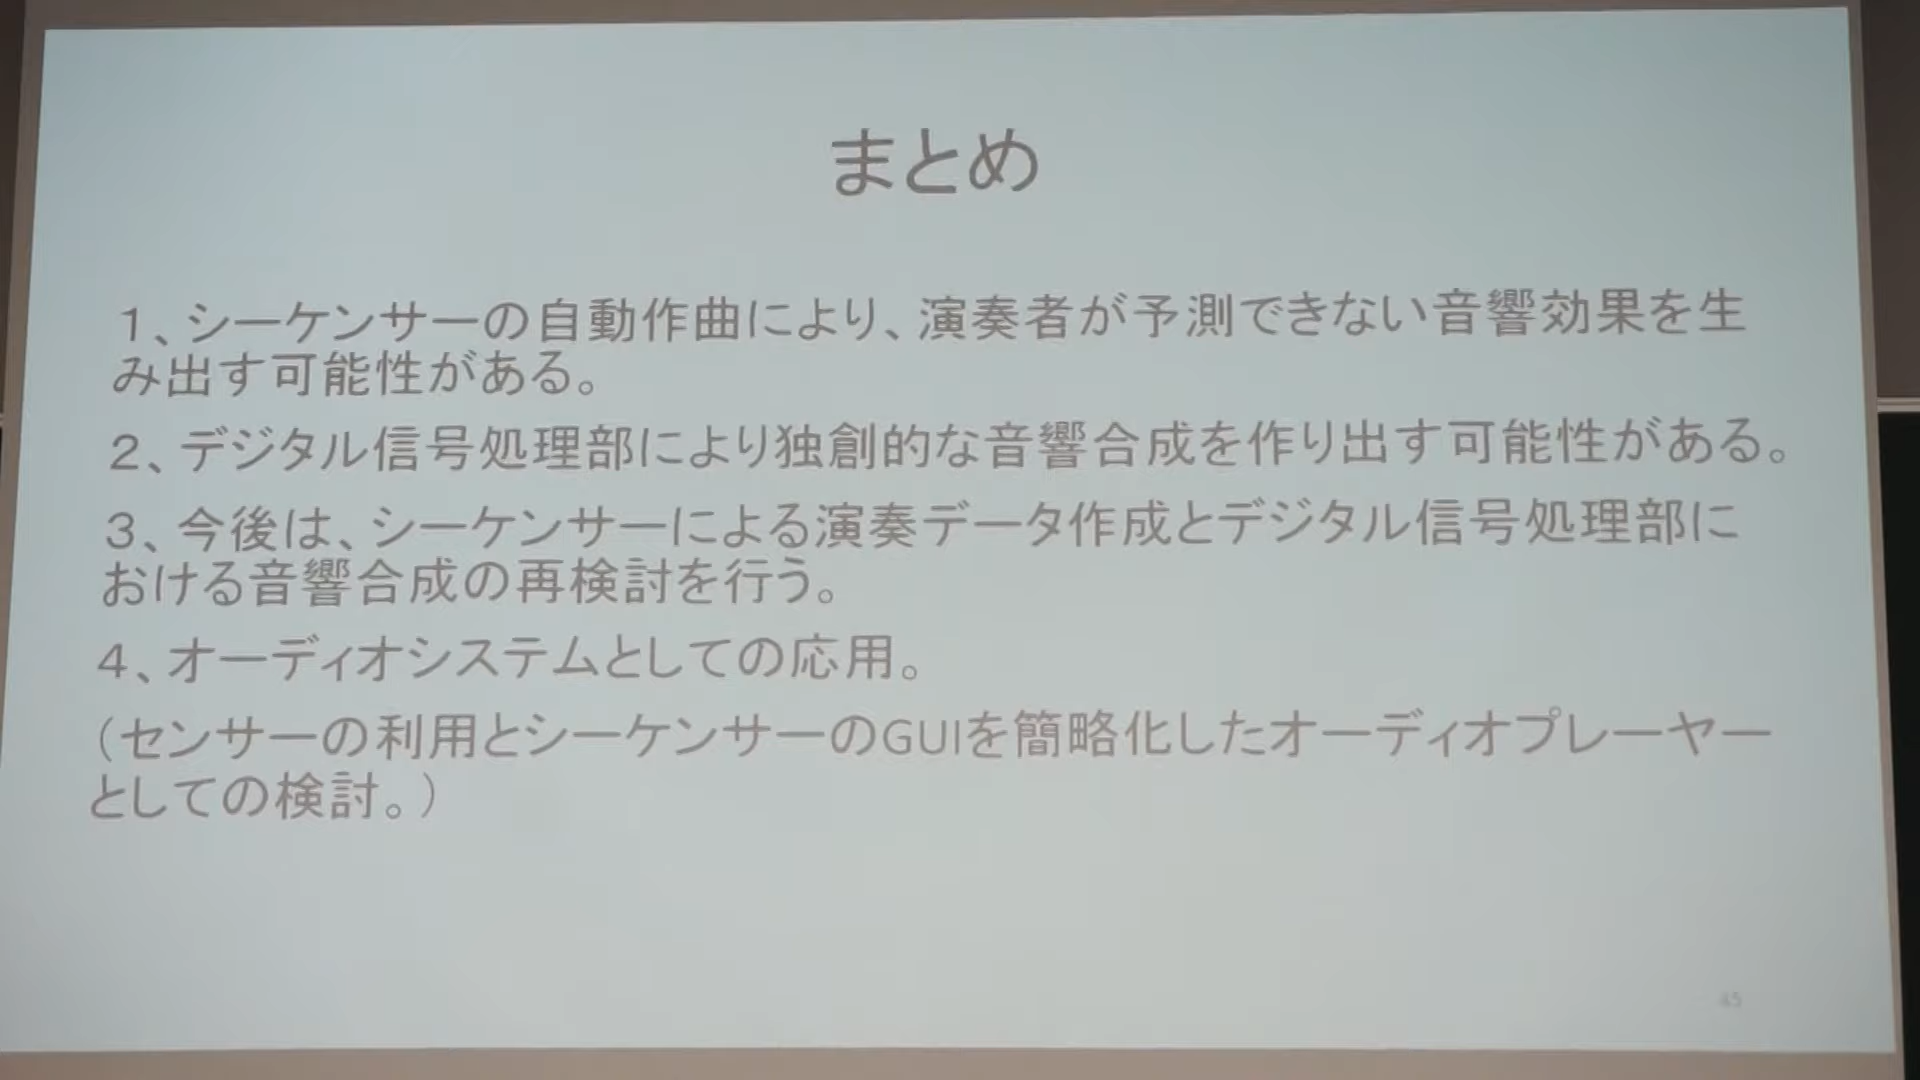 まとめ
1、シーケンサーの自動作曲により、演奏者が予測できない音響効果を生
み出す可能性がある。
2、デジタル信号処理部により独創的な音響合成を作り出す可能性がある。
3、今後は、シーケンサーによる演奏データ作成とデジタル信号処理部に
おける音響合成の再検討を行う。
4、オーディオシステムとしての応用。
（センサーの利用とシーケンサーのGUIを簡略化したオーディオプレーヤー
としての検討。）
45